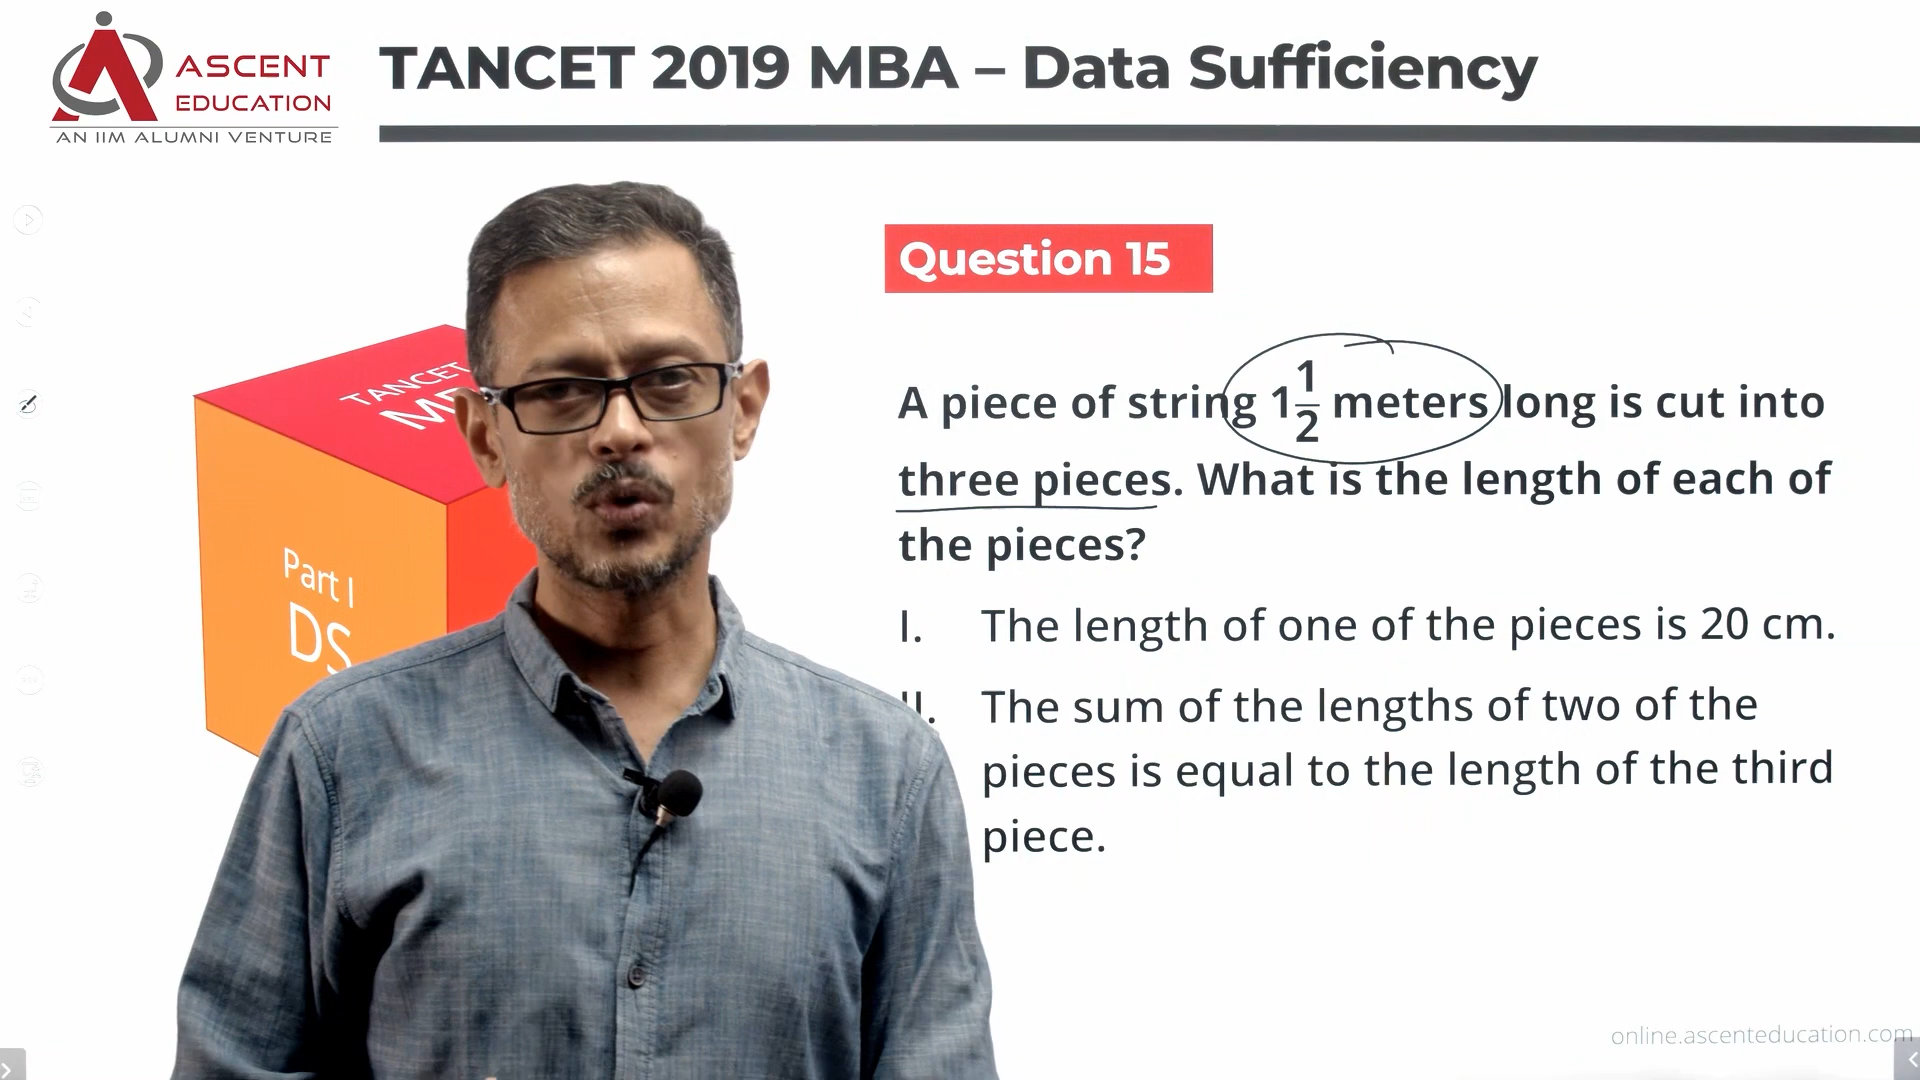 ASCENT
EDUCATION
AN IIM ALUMNI VENTURE
TANCET 2019 MBA – Data Sufficiency
Question 15
TANCET
Part I
DS
A piece of string 1 1/2 meters long is cut into
three pieces. What is the length of each of
the pieces?
I. The length of one of the pieces is 20 cm.
II. The sum of the lengths of two of the
pieces is equal to the length of the third
piece.
online.ascenteducation.com